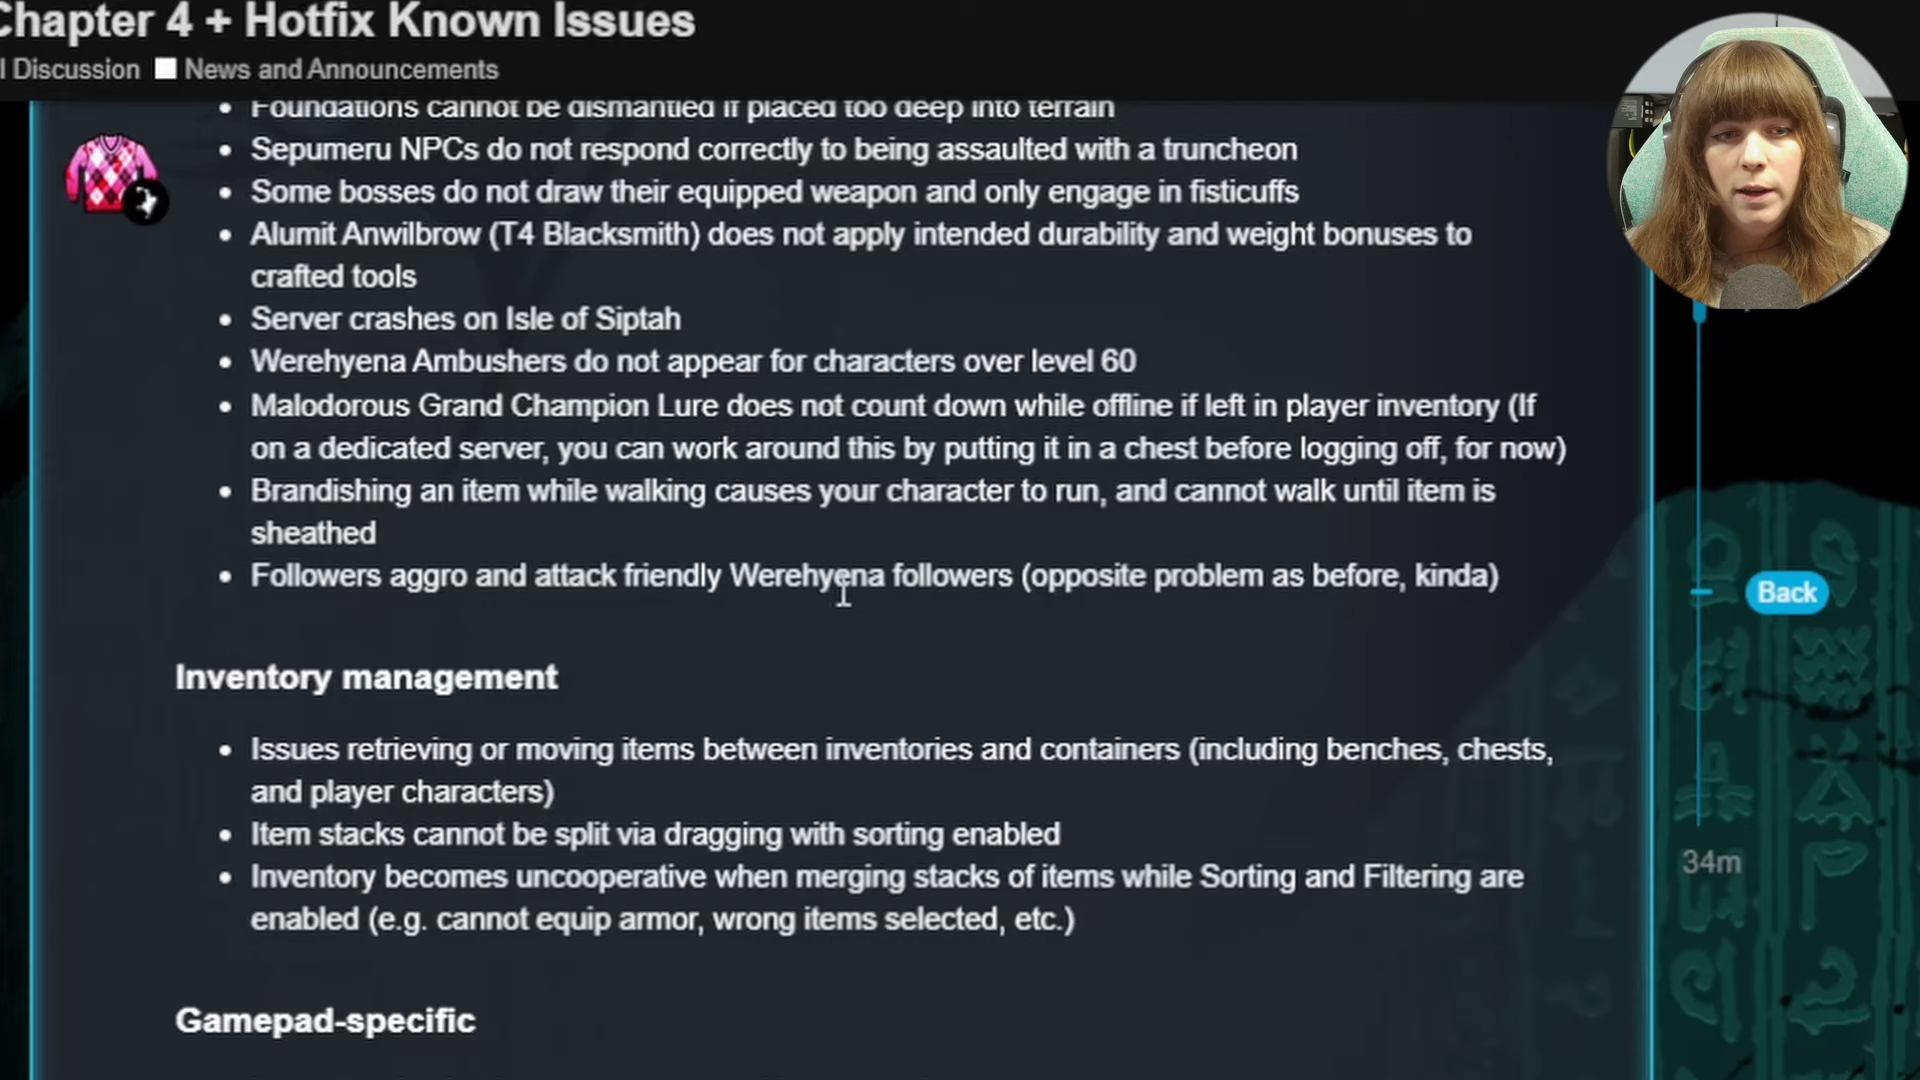 Chapter 4 + Hotfix Known Issues
l Discussion News and Announcements
Foundations cannot be dismantled if placed too deep into terrain
Sepumeru NPCs do not respond correctly to being assaulted with a truncheon
Some bosses do not draw their equipped weapon and only engage in fisticuffs
Alumit Anwilbrow (T4 Blacksmith) does not apply intended durability and weight bonuses to
crafted tools
Server crashes on Isle of Siptah
Werehyena Ambushers do not appear for characters over level 60
Malodorous Grand Champion Lure does not count down while offline if left in player inventory (If
on a dedicated server, you can work around this by putting it in a chest before logging off, for now)
Brandishing an item while walking causes your character to run, and cannot walk until item is
sheathed
Followers aggro and attack friendly Werehyena followers (opposite problem as before, kinda)
Back
Inventory management
Issues retrieving or moving items between inventories and containers (including benches, chests,
and player characters)
Item stacks cannot be split via dragging with sorting enabled
34m
Inventory becomes uncooperative when merging stacks of items while Sorting and Filtering are
enabled (e.g. cannot equip armor, wrong items selected, etc.)
Gamepad-specific